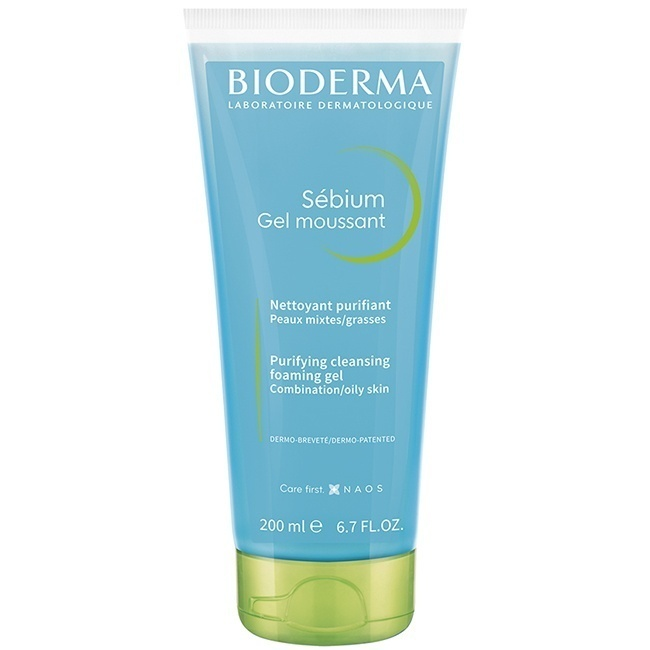 BIODERMA
LABORATOIRE DERMATOLOGIQUE
Sébium
Gel moussant
Nettoyant purifiant
Peaux mixtes/grasses
Purifying cleansing
foaming gel
Combination/oily skin
DERMO-BREVETÉ/DERMO-PATENTED
Care first. NAOS
200 ml ℮ 6.7 FL.OZ.